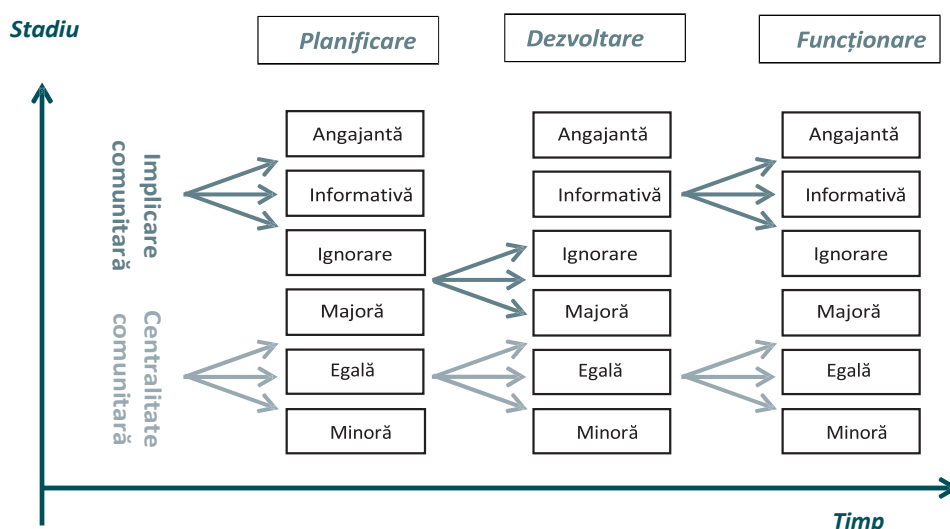 Stadiu
Planificare
Dezvoltare
Funcționare
Implicare
comunitară
Angajantă
Angajantă
Angajantă
Informativă
Informativă
Informativă
Ignorare
Ignorare
Ignorare
Centralitate
comunitară
Majoră
Majoră
Majoră
Egală
Egală
Egală
Minoră
Minoră
Minoră
Timp